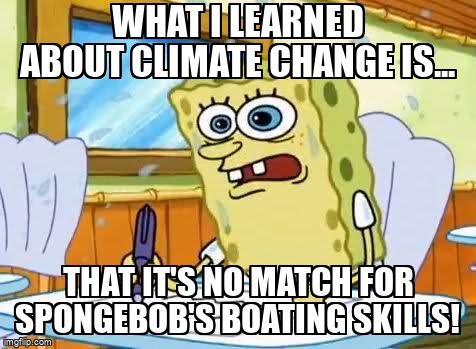 WHAT I LEARNED
ABOUT CLIMATE CHANGE IS...
THAT IT'S NO MATCH FOR
SPONGEBOB'S BOATING SKILLS!
imgflip.com